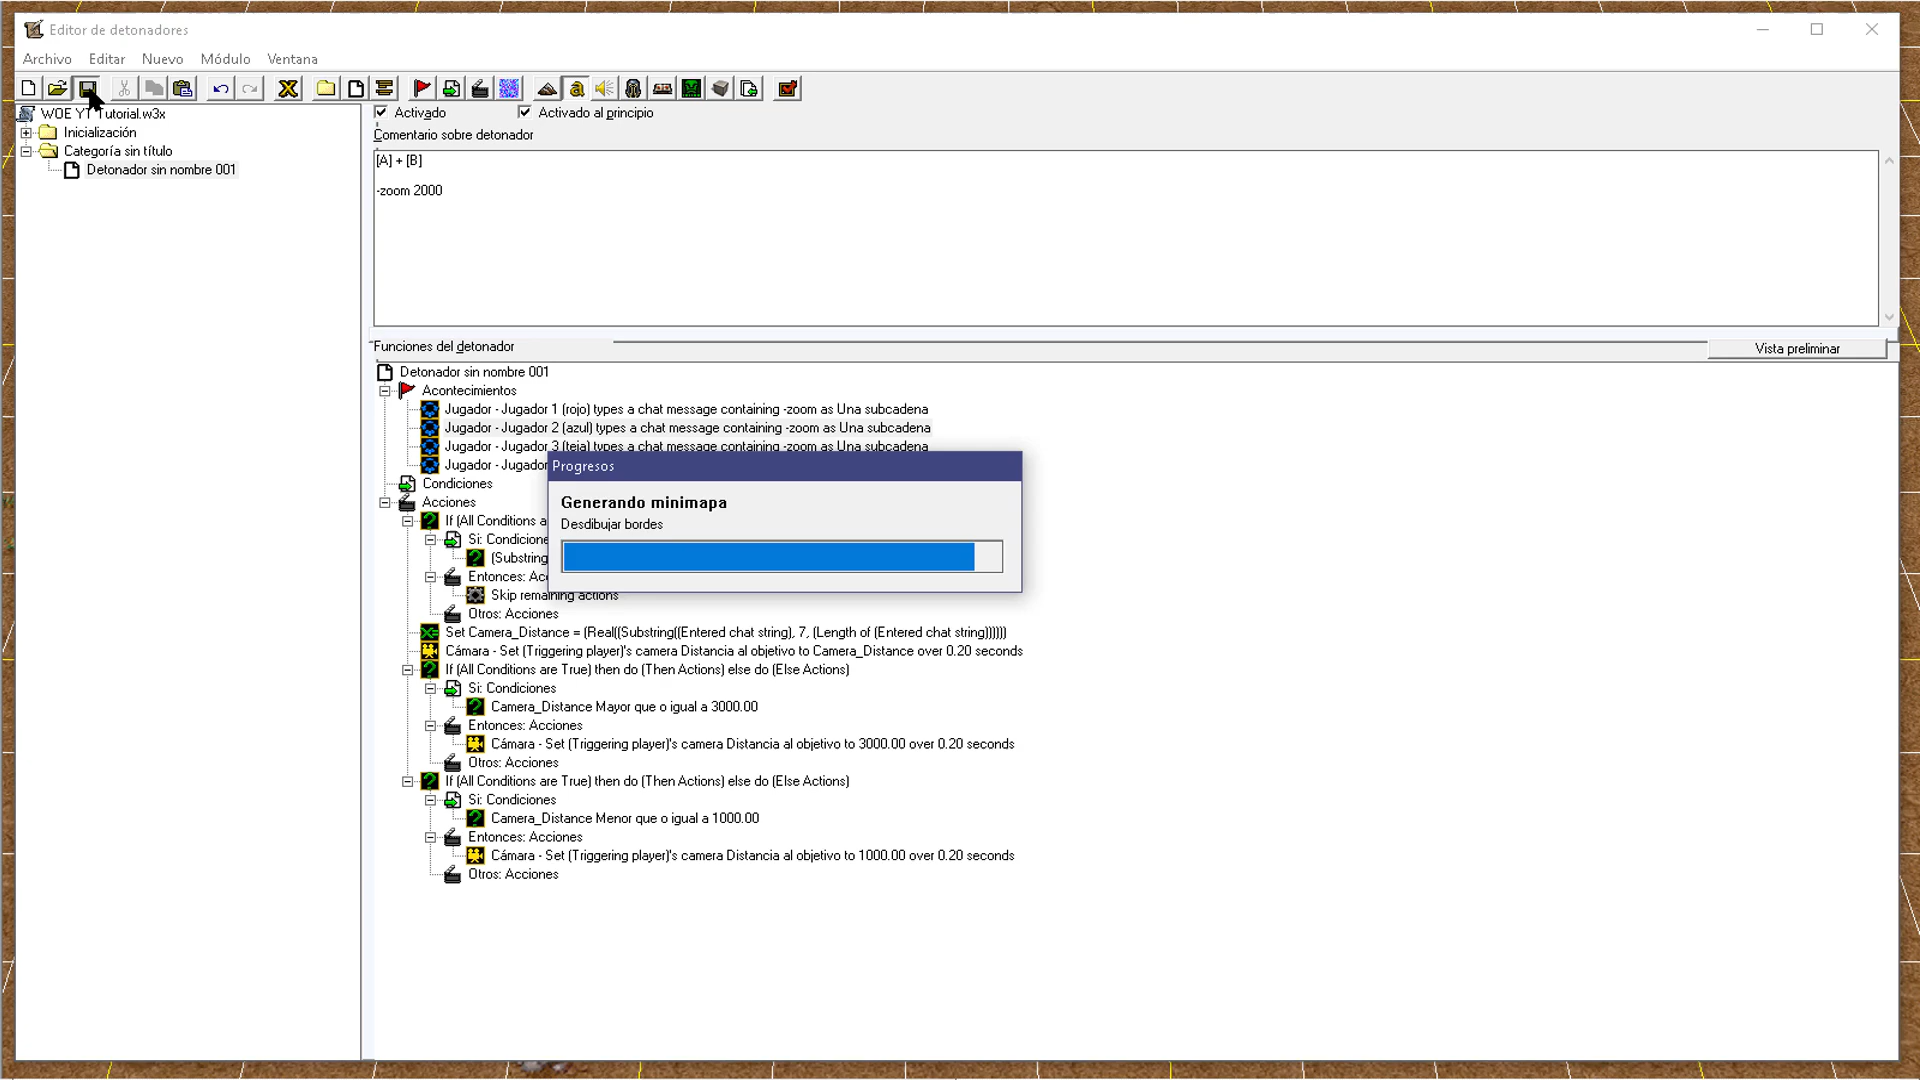 Editor de detonadores
Archivo Editar Nuevo Módulo Ventana
WOE YT Tutorial.w3x
Inicialización
Categoría sin título
Detonador sin nombre 001
Activado
Activado al principio
Comentario sobre detonador
[A] + [B]
-zoom 2000
Funciones del detonador
Vista preliminar
Detonador sin nombre 001
Acontecimientos
Jugador - Jugador 1 (rojo) types a chat message containing -zoom as Una subcadena
Jugador - Jugador 2 (azul) types a chat message containing -zoom as Una subcadena
Jugador - Jugador 3 (teja) types a chat message containing -zoom as Una subcadena
Jugador - Jugador
Progresos
Generando minimapa
Desdibujar bordes
Condiciones
Acciones
If (All Conditions a
Si: Condicione
(Substring
Entonces: Acc
Skip remaining actions
Otros: Acciones
Set Camera_Distance = (Real((Substring((Entered chat string), 7, (Length of (Entered chat string))))))
Cámara - Set (Triggering player)'s camera Distancia al objetivo to Camera_Distance over 0.20 seconds
If (All Conditions are True) then do (Then Actions) else do (Else Actions)
Si: Condiciones
Camera_Distance Mayor que o igual a 3000.00
Entonces: Acciones
Cámara - Set (Triggering player)'s camera Distancia al objetivo to 3000.00 over 0.20 seconds
Otros: Acciones
If (All Conditions are True) then do (Then Actions) else do (Else Actions)
Si: Condiciones
Camera_Distance Menor que o igual a 1000.00
Entonces: Acciones
Cámara - Set (Triggering player)'s camera Distancia al objetivo to 1000.00 over 0.20 seconds
Otros: Acciones